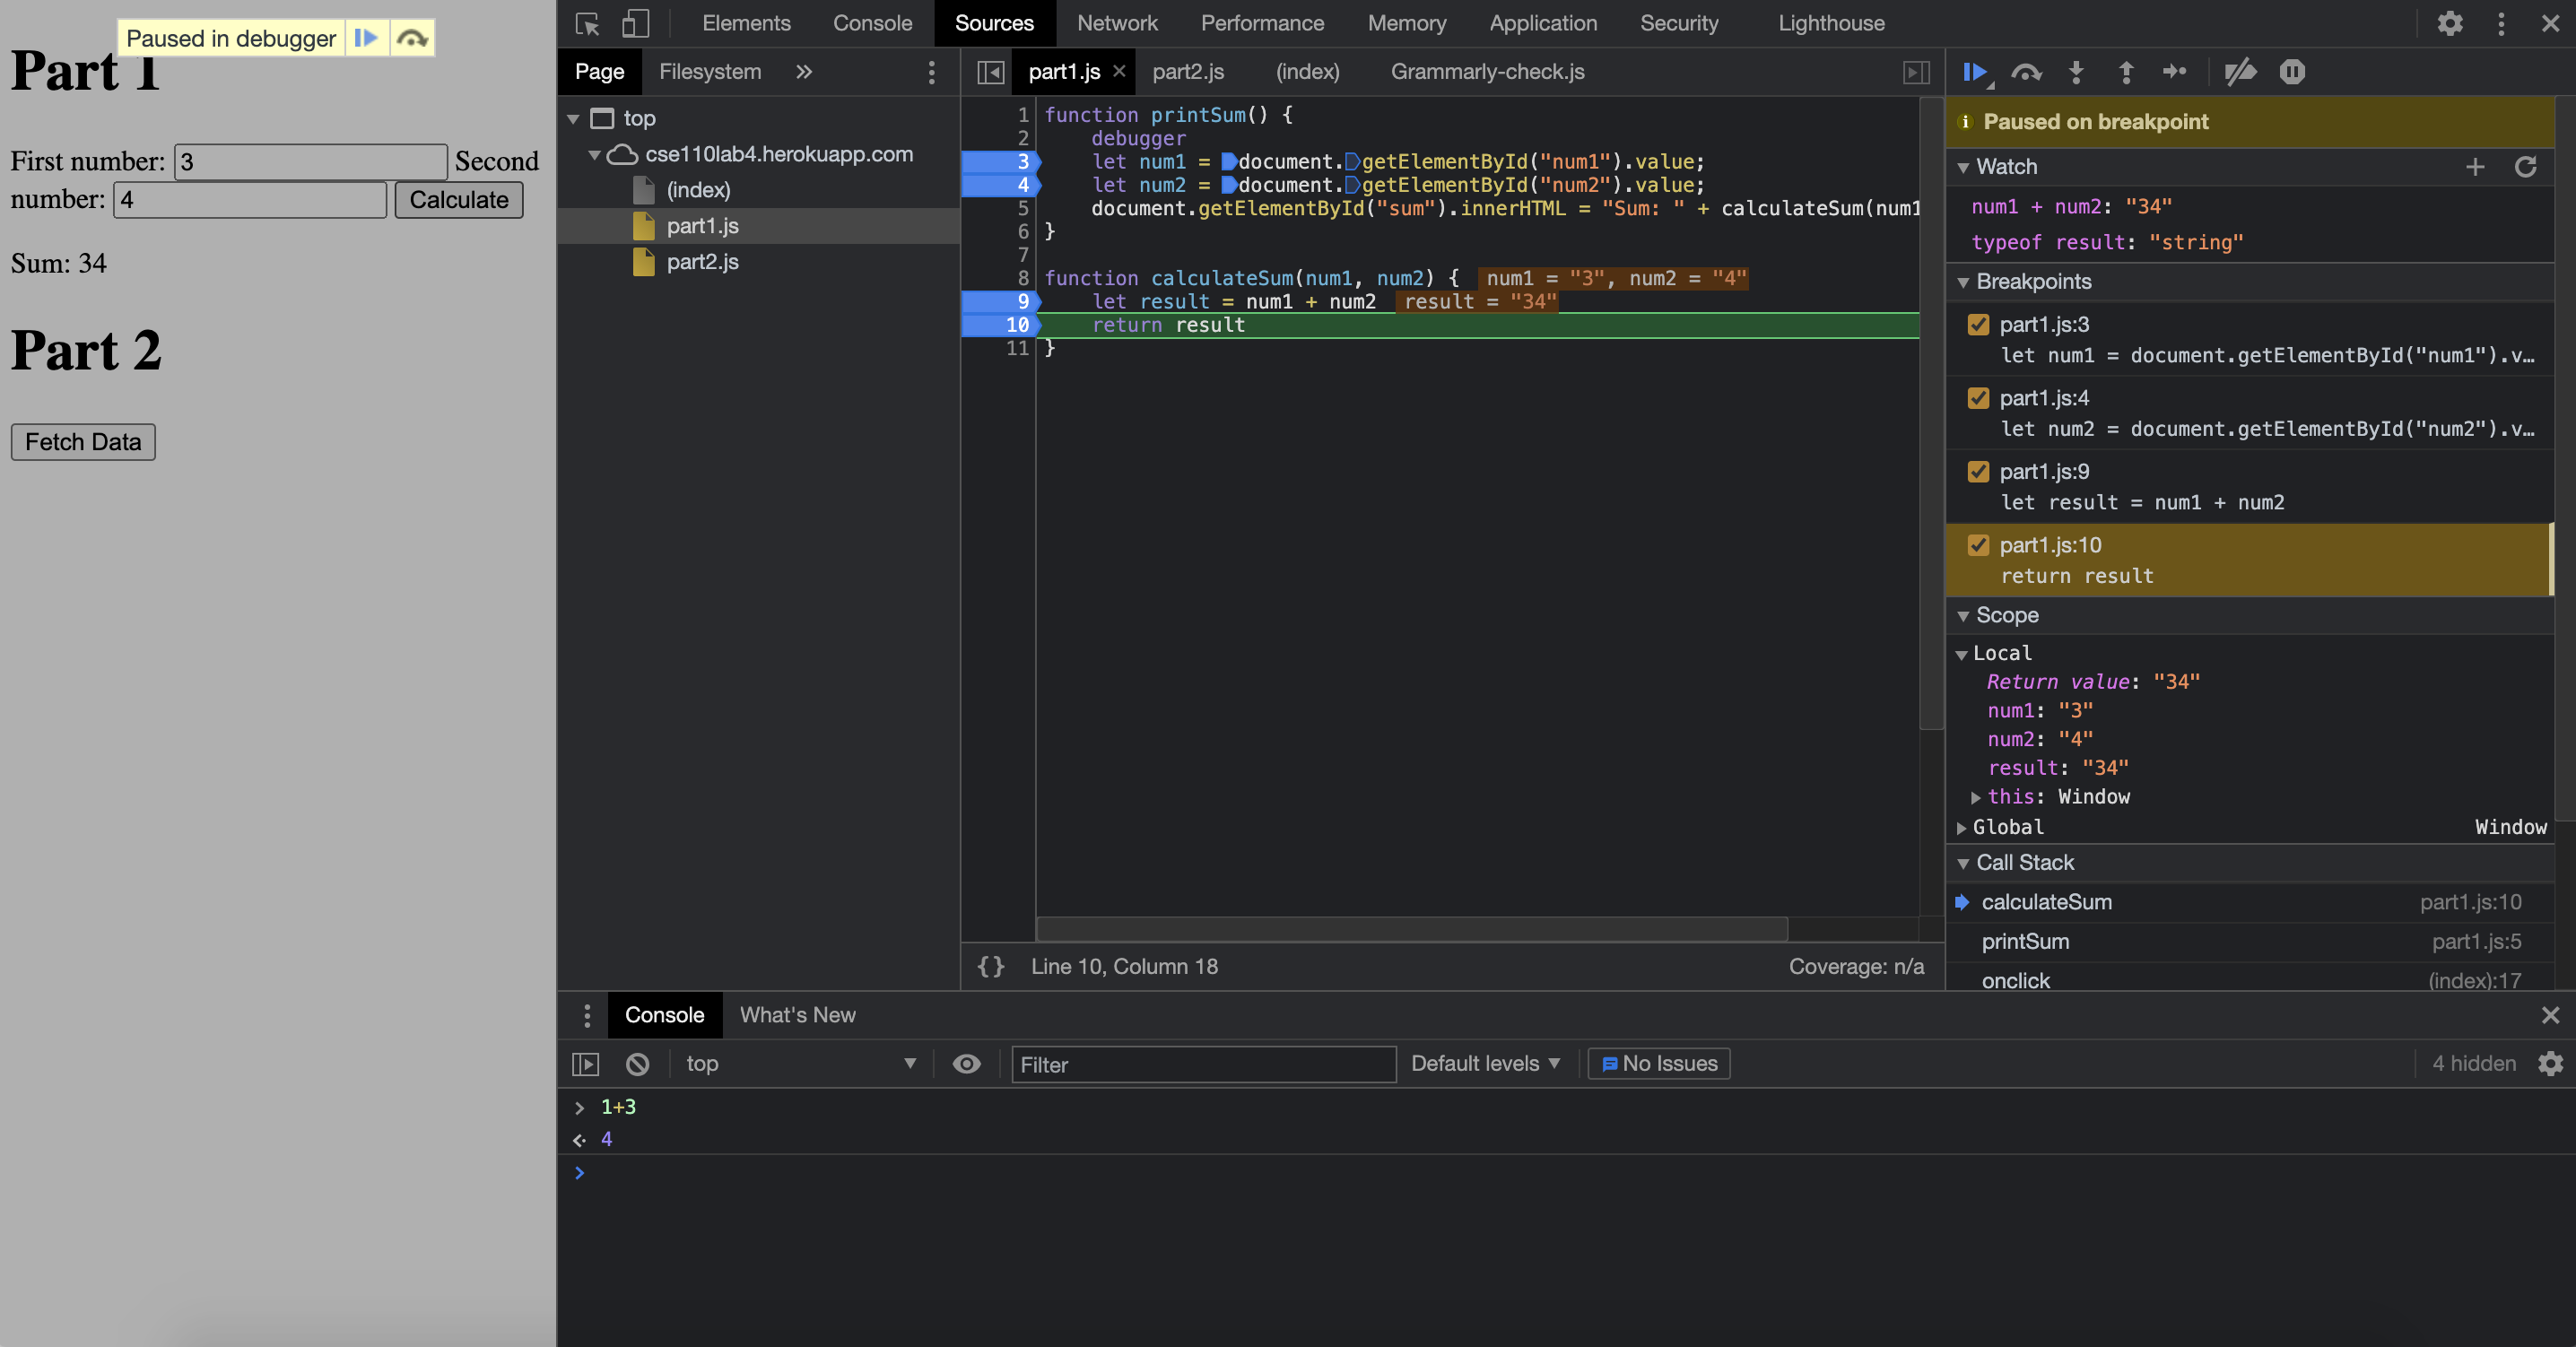 Paused in debugger
Part 1
First number: 3 Second
number: 4 Calculate
Sum: 34
Part 2
Fetch Data
Elements Console Sources Network Performance Memory Application Security Lighthouse
Page Filesystem
top
cse110lab4.herokuapp.com
(index)
part1.js
part2.js
part1.js part2.js (index) Grammarly-check.js
1 function printSum() {
2 debugger
3 let num1 = document.getElementById("num1").value;
4 let num2 = document.getElementById("num2").value;
5 document.getElementById("sum").innerHTML = "Sum: " + calculateSum(num1
6 }
7
8 function calculateSum(num1, num2) { num1 = "3", num2 = "4"
9 let result = num1 + num2 result = "34"
10 return result
11 }
{} Line 10, Column 18 Coverage: n/a
Paused on breakpoint
Watch
num1 + num2: "34"
typeof result: "string"
Breakpoints
part1.js:3
let num1 = document.getElementById("num1").v…
part1.js:4
let num2 = document.getElementById("num2").v…
part1.js:9
let result = num1 + num2
part1.js:10
return result
Scope
Local
Return value: "34"
num1: "3"
num2: "4"
result: "34"
this: Window
Global Window
Call Stack
calculateSum part1.js:10
printSum part1.js:5
onclick (index):17
Console What's New
top Filter Default levels No Issues 4 hidden
1+3
4